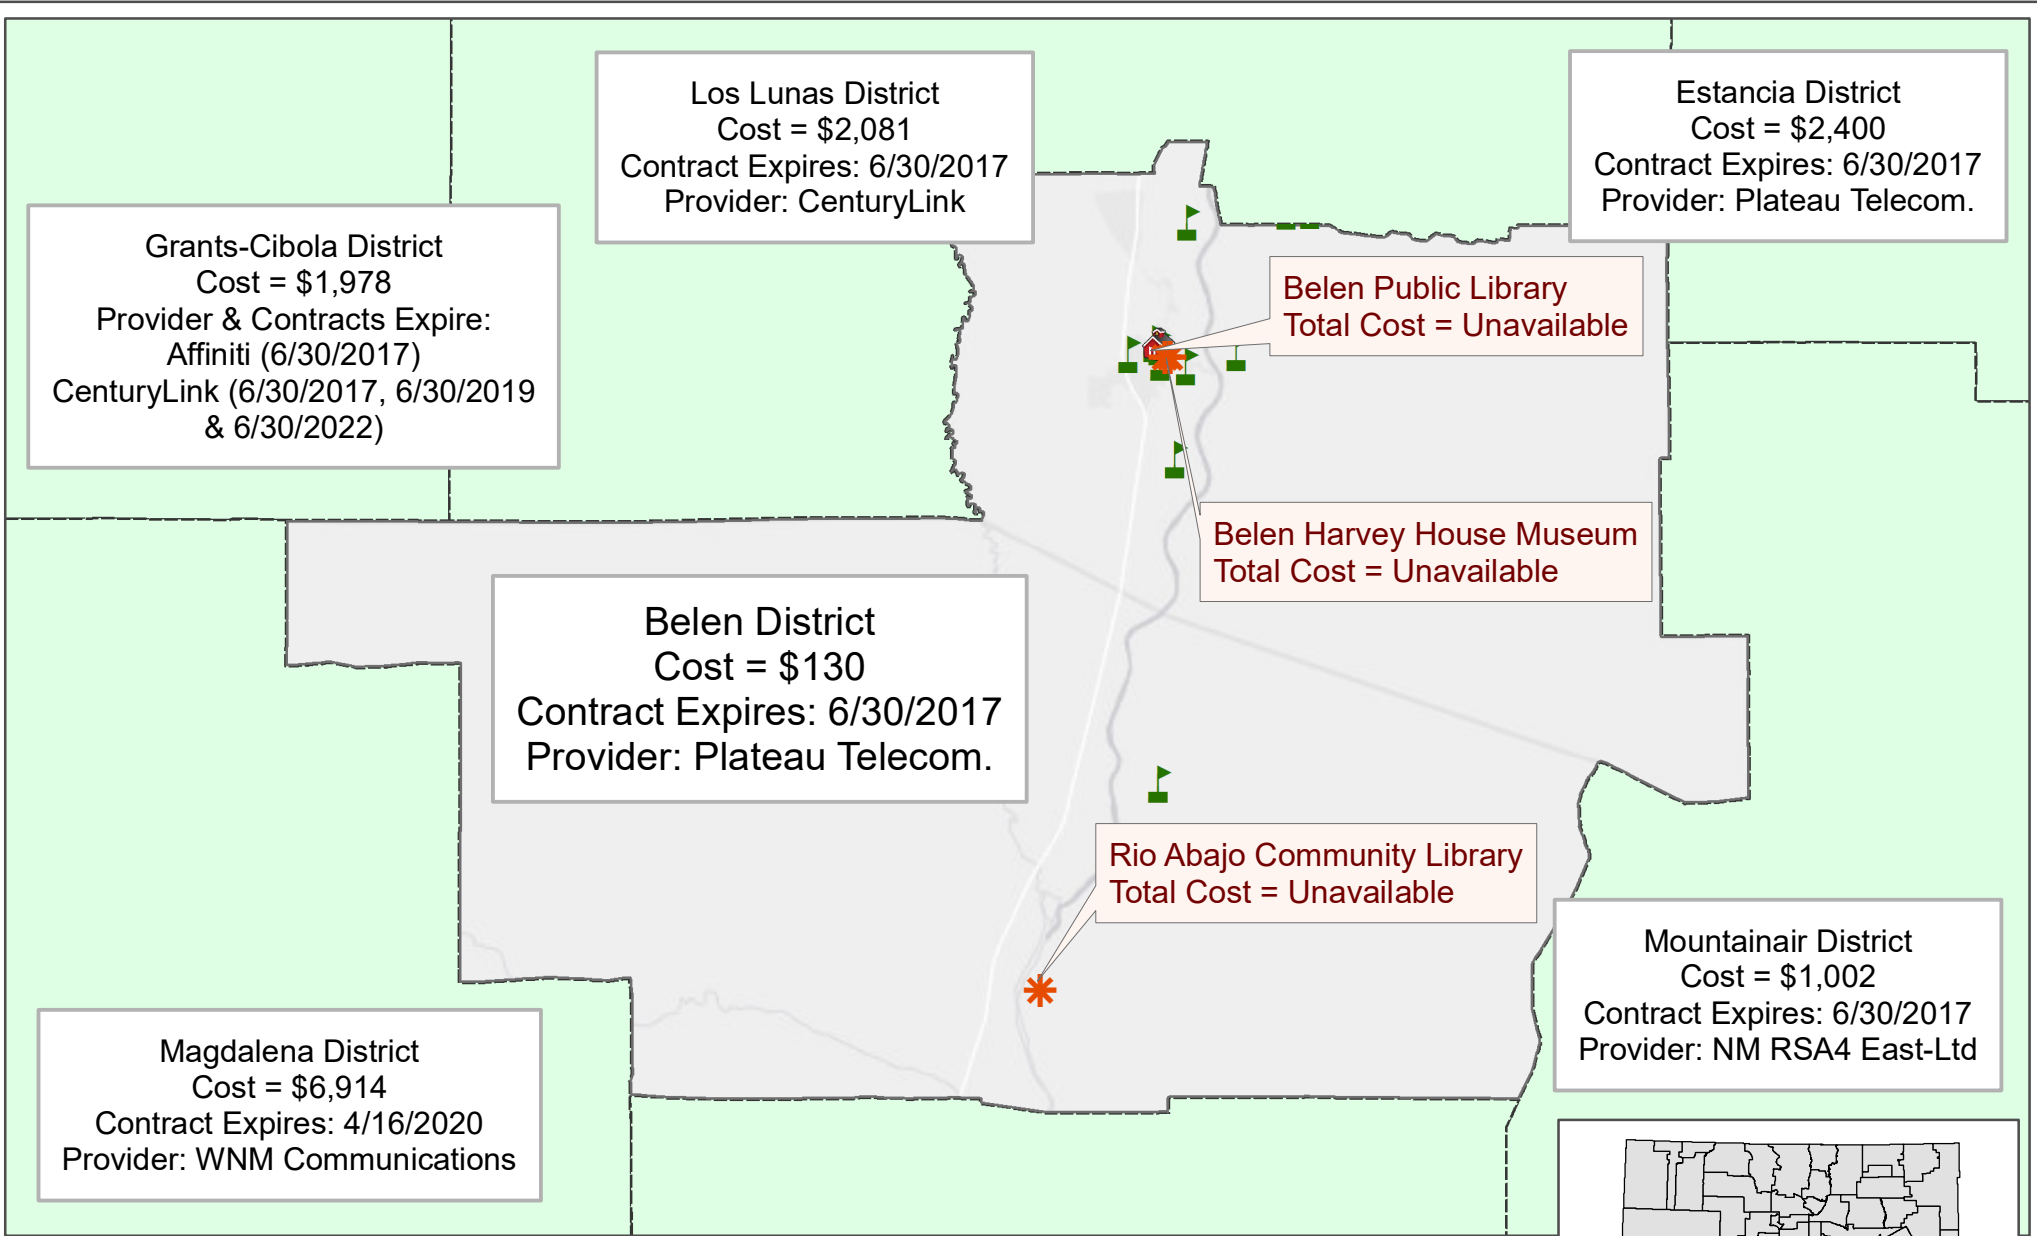 Los Lunas District
Cost = $2,081
Contract Expires: 6/30/2017
Provider: CenturyLink
Estancia District
Cost = $2,400
Contract Expires: 6/30/2017
Provider: Plateau Telecom.
Grants-Cibola District
Cost = $1,978
Provider & Contracts Expire:
Affiniti (6/30/2017)
CenturyLink (6/30/2017, 6/30/2019
& 6/30/2022)
Belen Public Library
Total Cost = Unavailable
Belen Harvey House Museum
Total Cost = Unavailable
Belen District
Cost = $130
Contract Expires: 6/30/2017
Provider: Plateau Telecom.
Rio Abajo Community Library
Total Cost = Unavailable
Mountainair District
Cost = $1,002
Contract Expires: 6/30/2017
Provider: NM RSA4 East-Ltd
Magdalena District
Cost = $6,914
Contract Expires: 4/16/2020
Provider: WNM Communications